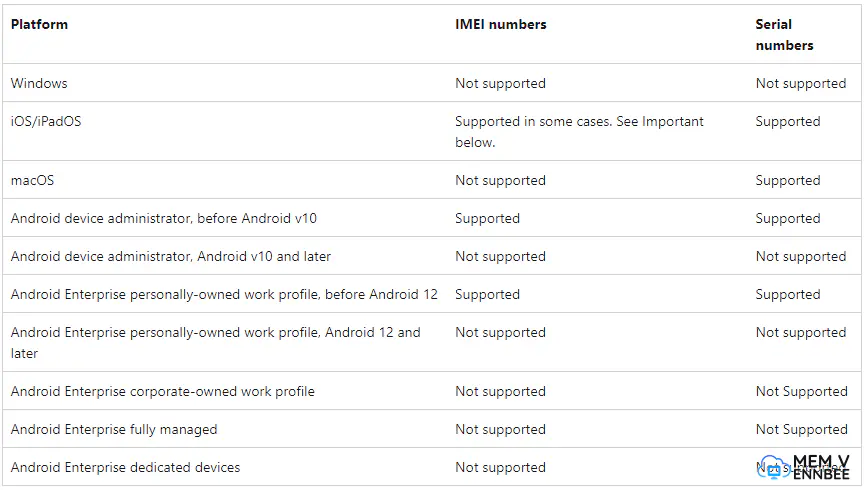 Platform IMEI numbers Serial
numbers
Windows Not supported Not supported
iOS/iPadOS Supported in some cases. See Important Supported
below.
macOS Not supported Supported
Android device administrator, before Android v10 Supported Supported
Android device administrator, Android v10 and later Not supported Not supported
Android Enterprise personally-owned work profile, before Android 12 Supported Supported
Android Enterprise personally-owned work profile, Android 12 and Not supported Not supported
later
Android Enterprise corporate-owned work profile Not supported Not Supported
Android Enterprise fully managed Not supported Not Supported
Android Enterprise dedicated devices Not supported Not
MEM V
ENNBEE